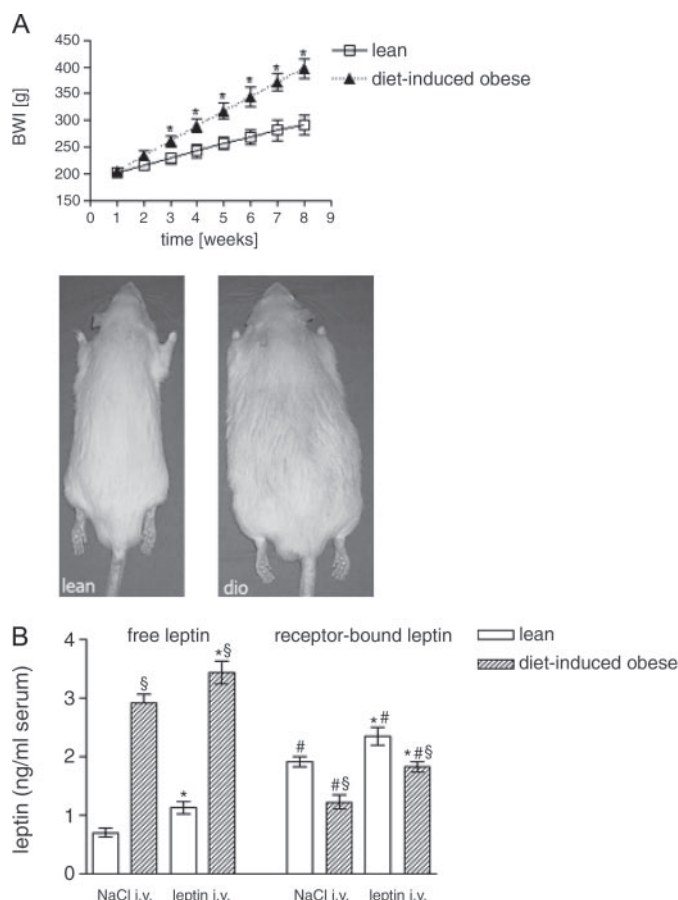 A
450
400
350
300
250
200
150
BWI [g]
* * * * * *
0 1 2 3 4 5 6 7 8 9
time [weeks]
lean
diet-induced obese
lean
dio
B
free leptin
receptor-bound leptin
lean
diet-induced obese
4
3
2
1
0
leptin (ng/ml serum)
§
*
*§
#
#§
*#
*#§
NaCl i.v. leptin i.v. NaCl i.v. leptin i.v.